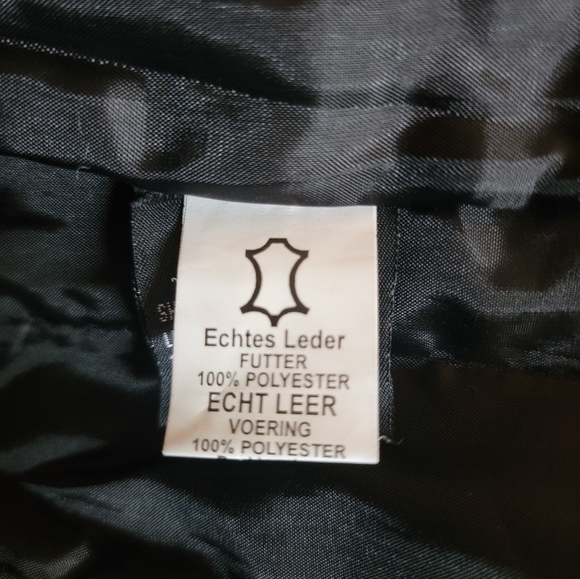 Echtes Leder
FUTTER
100% POLYESTER
ECHT LEER
VOERING
100% POLYESTER